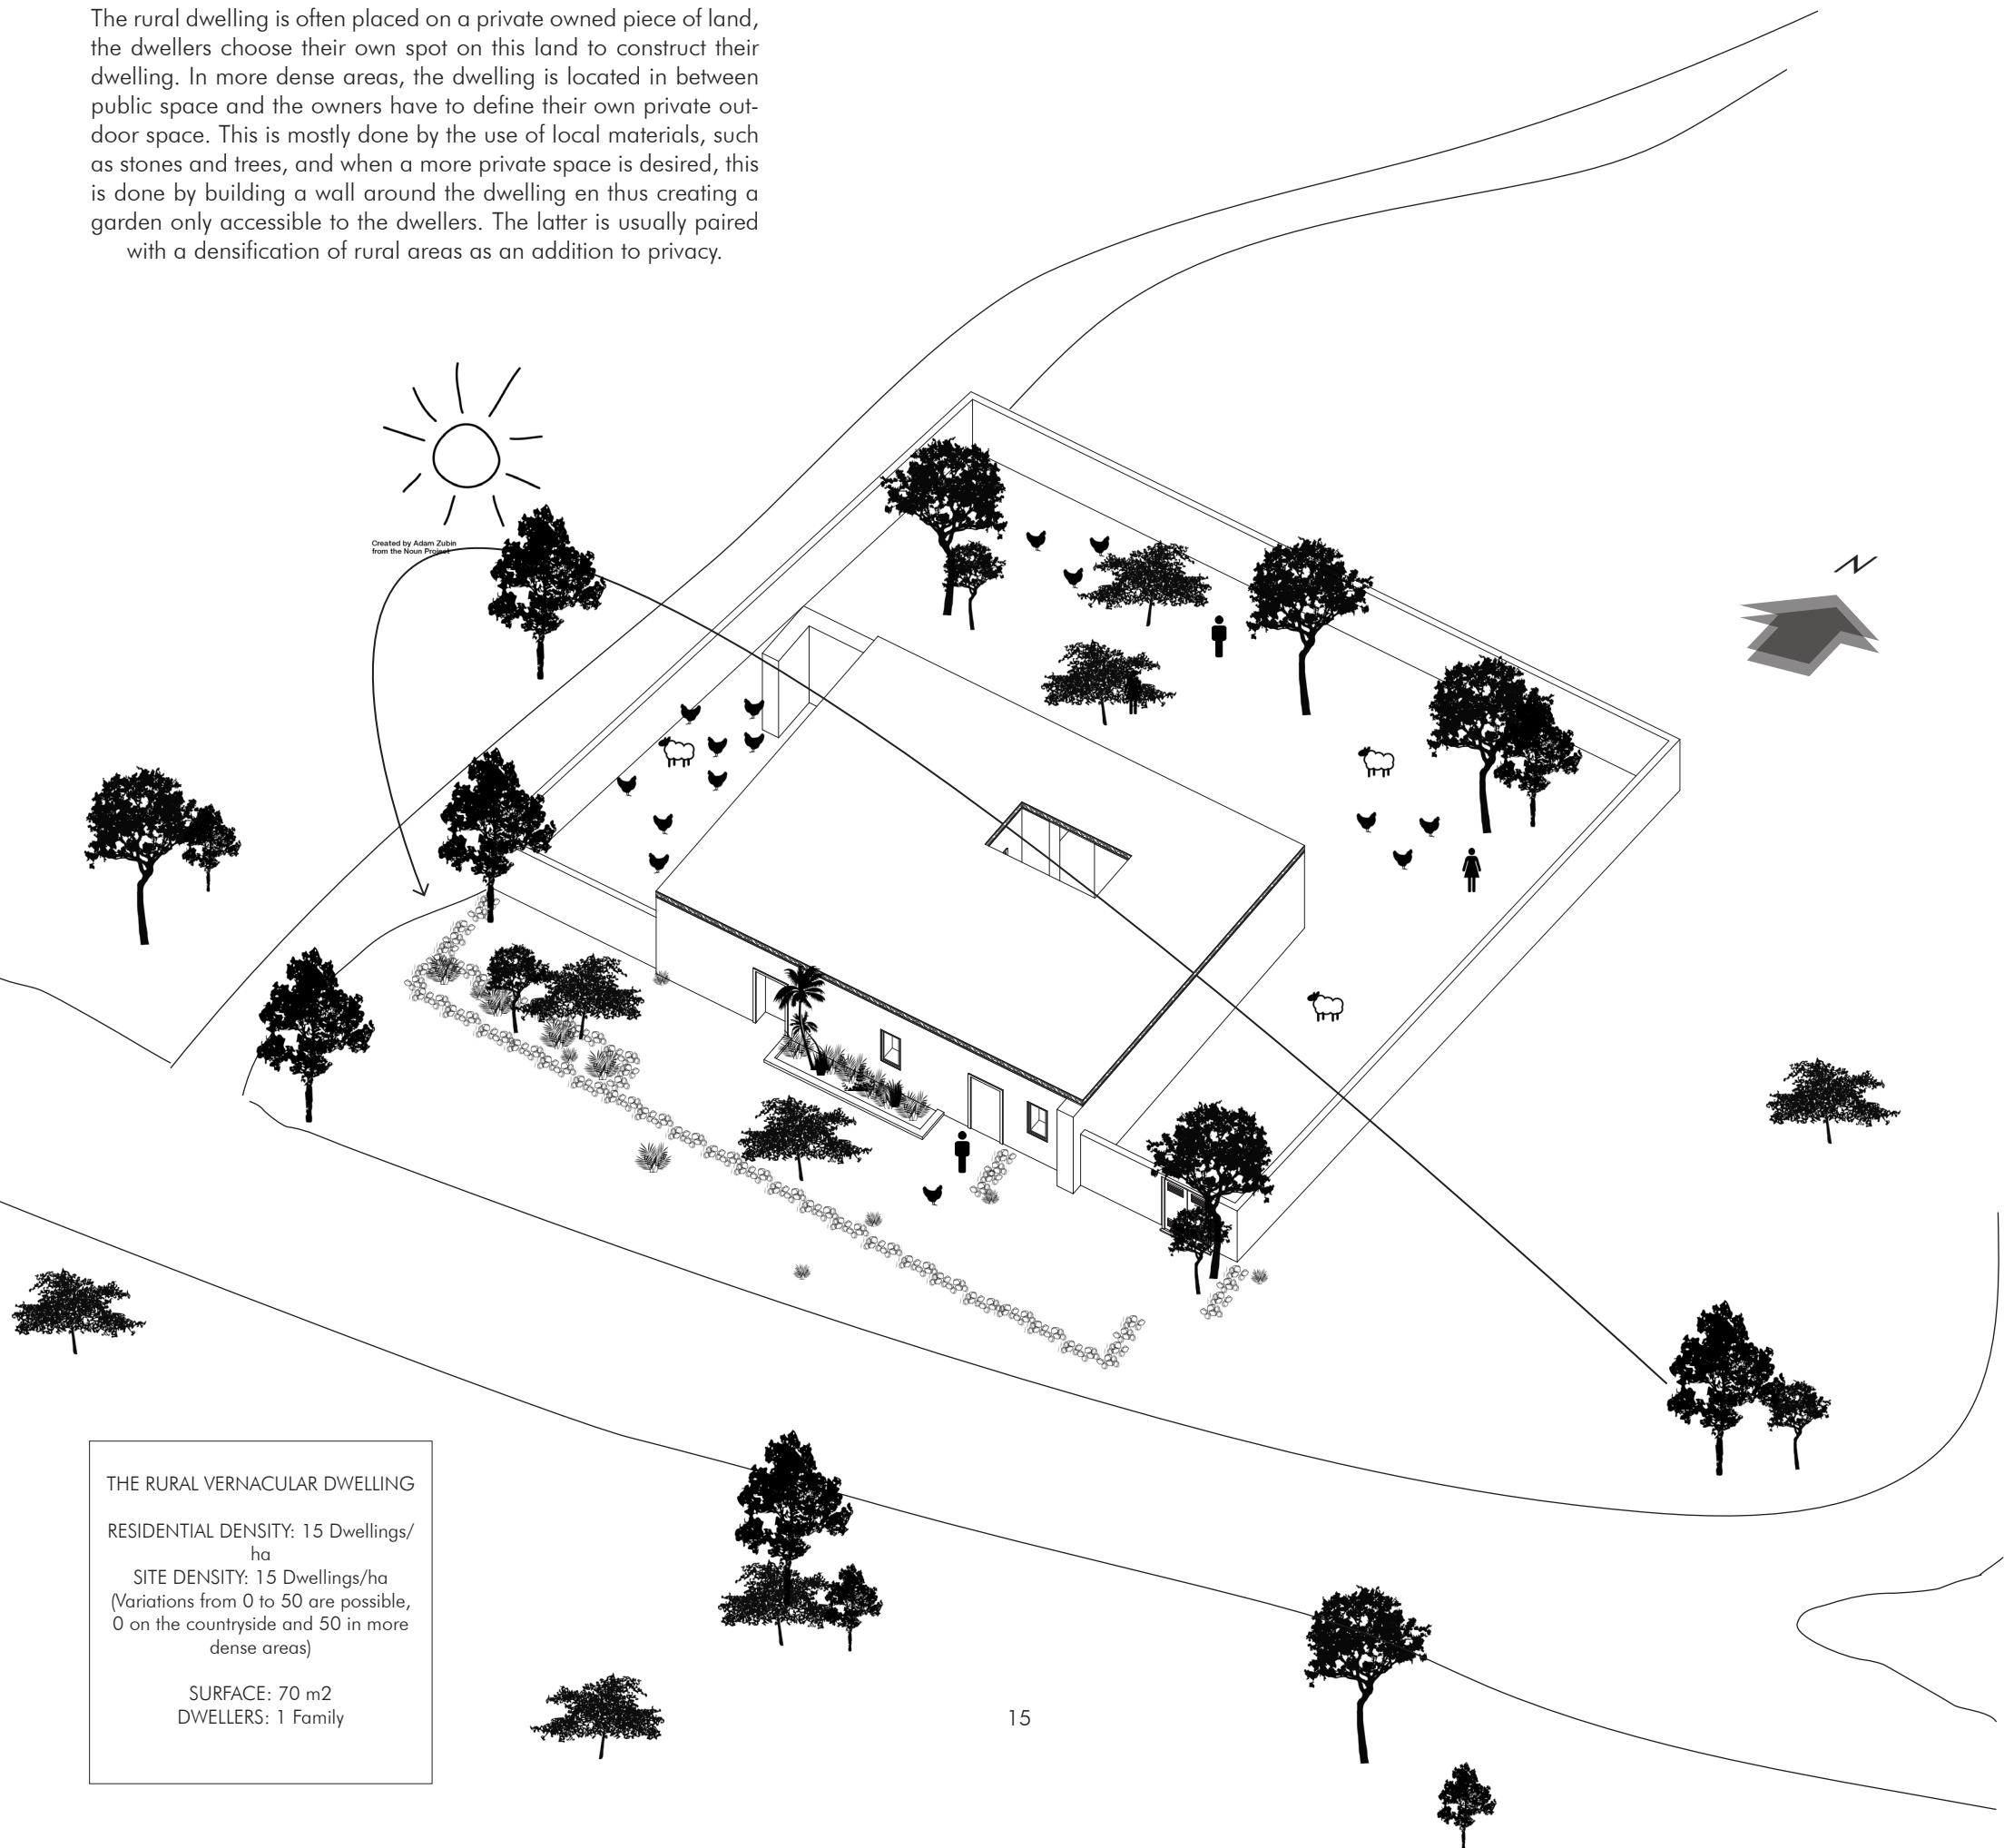 The rural dwelling is often placed on a private owned piece of land,
the dwellers choose their own spot on this land to construct their
dwelling. In more dense areas, the dwelling is located in between
public space and the owners have to define their own private out-
door space. This is mostly done by the use of local materials, such
as stones and trees, and when a more private space is desired, this
is done by building a wall around the dwelling en thus creating a
garden only accessible to the dwellers. The latter is usually paired
with a densification of rural areas as an addition to privacy.
Created by Adam Zubin
from the Noun Project
N
THE RURAL VERNACULAR DWELLING
RESIDENTIAL DENSITY: 15 Dwellings/
ha
SITE DENSITY: 15 Dwellings/ha
(Variations from 0 to 50 are possible,
0 on the countryside and 50 in more
dense areas)
SURFACE: 70 m2
DWELLERS: 1 Family
15